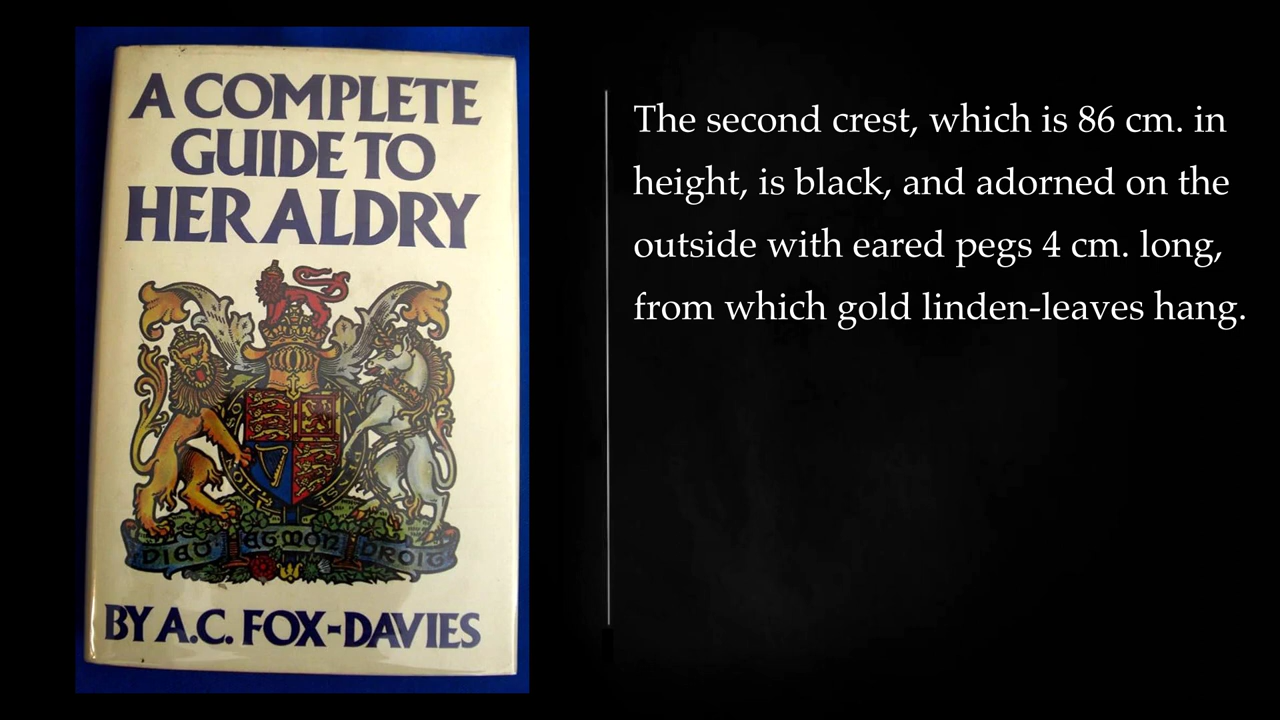 A COMPLETE
GUIDE TO
HERALDRY
DIEU ET MON DROIT
BY A.C. FOX-DAVIES
The second crest, which is 86 cm. in
height, is black, and adorned on the
outside with eared pegs 4 cm. long,
from which gold linden-leaves hang.